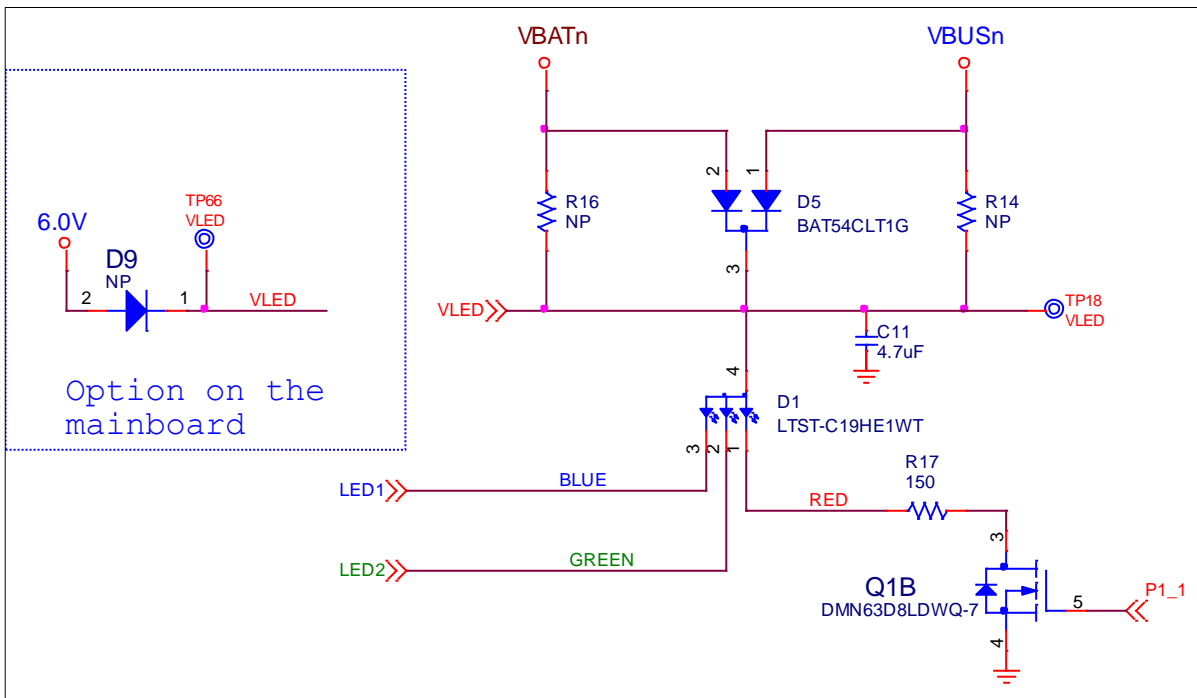 VBATn
VBUSn
6.0V
TP66
VLED
D9
NP
2
1
VLED
Option on the
mainboard
R16
NP
2
1
D5
BAT54CLT1G
R14
NP
3
VLED
TP18
VLED
C11
4.7uF
4
D1
LTST-C19HE1WT
3
2
1
LED1
BLUE
RED
R17
150
LED2
GREEN
3
Q1B
DMN63D8LDWQ-7
5
P1_1
4